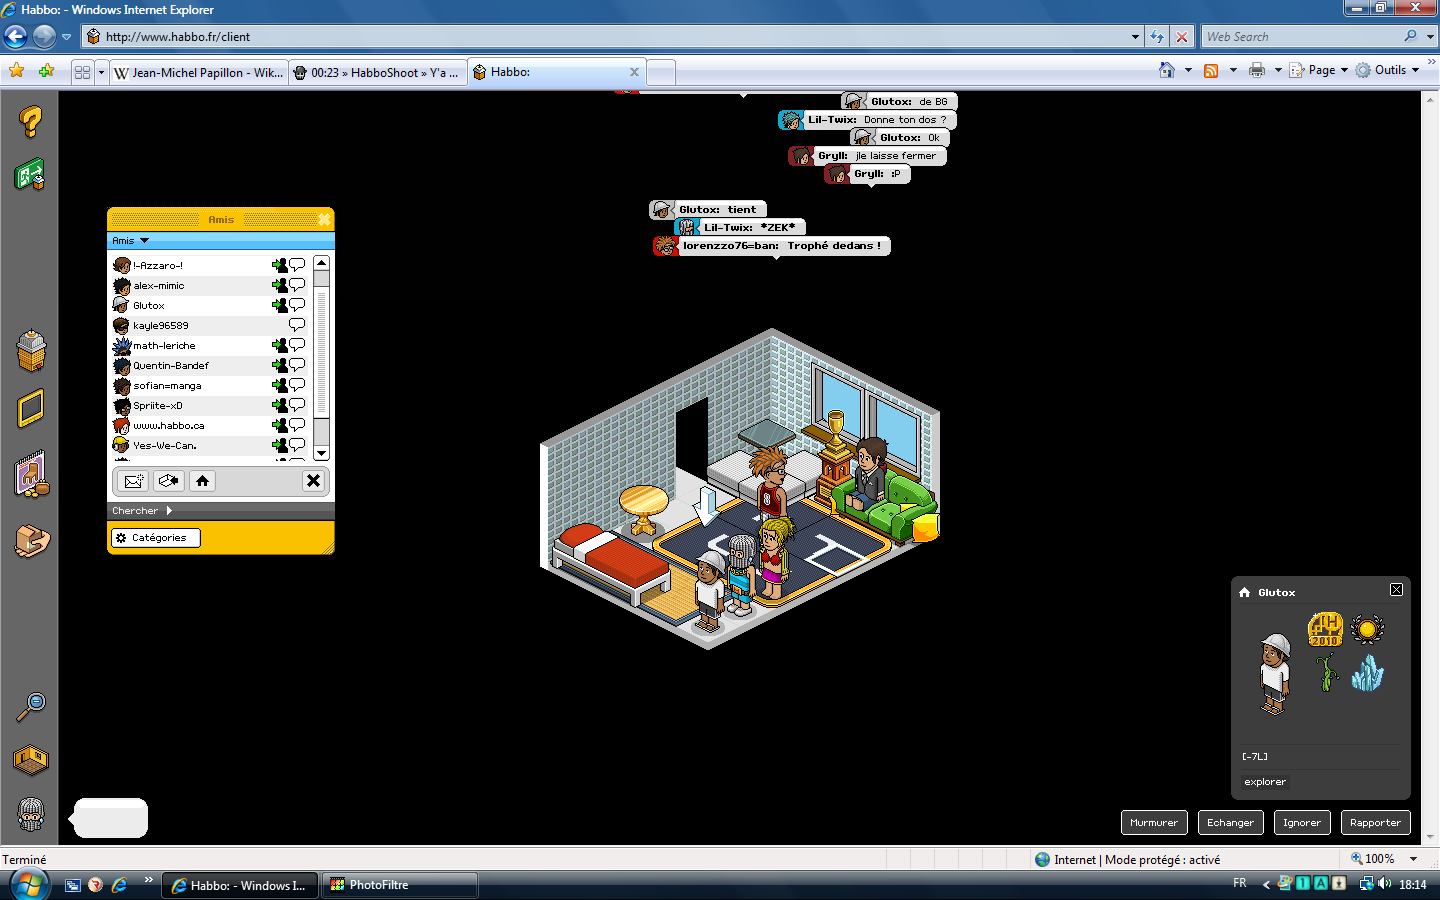 Habbo: - Windows Internet Explorer
http://www.habbo.fr/client
Web Search
Jean-Michel Papillon - Wik...
00:23 » HabboShoot » Y'a ...
Habbo:
Page
Outils
Glutox: de BG
Lil-Twix: Donne ton dos ?
Glutox: Ok
Gryll: jle laisse fermer
Gryll: :P
Glutox: tient
Lil-Twix: *ZEK*
lorenzzo76=ban: Trophé dedans !
Amis
Amis
!-Azzaro-!
alex-mimic
Glutox
kayle96589
math-leriche
Quentin-Bandef
sofian=manga
Spriite-xD
www.habbo.ca
Yes-We-Can.
Chercher
Catégories
Glutox
H
2010
[-7L]
explorer
Murmurer
Echanger
Ignorer
Rapporter
Terminé
Internet | Mode protégé : activé
100%
Habbo: - Windows I...
PhotoFiltre
FR
18:14